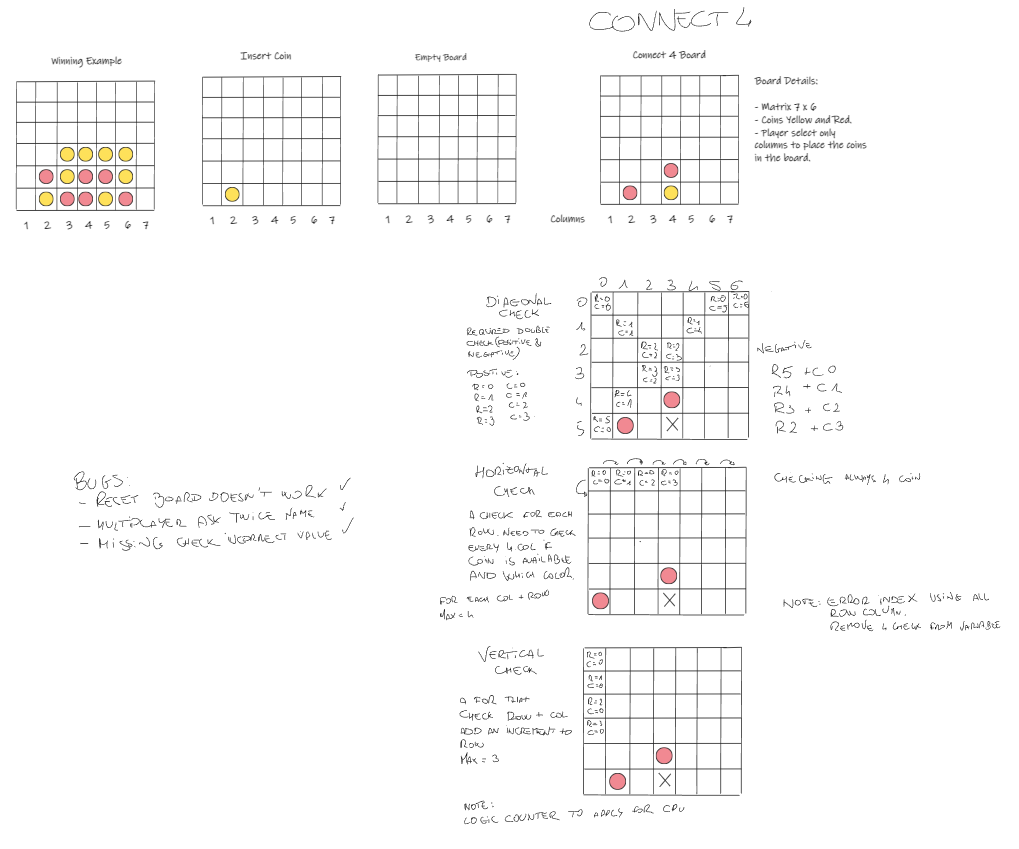 CONNECT 4
Winning Example
1 2 3 4 5 6 7
Insert Coin
1 2 3 4 5 6 7
Empty Board
1 2 3 4 5 6 7
Connect 4 Board
Columns 1 2 3 4 5 6 7
Board Details:
- Matrix 7 x 6
- Coins Yellow and Red.
- Player select only
columns to place the coins
in the board.
DIAGONAL
CHECK
REQUIRED DOUBLE
CHECK (POSITIVE &
NEGATIVE)
POSITIVE:
R=0 C=0
R=1 C=1
R=2 C=2
R=3 C=3
0 1 2 3 4 5 6
0
1
2
3
4
5
R=0
C=0
R=0
C=5
R=0
C=6
R=1
C=1
R=1
C=4
R=2
C=2
R=2
C=3
R=3
C=2
R=3
C=3
R=4
C=1
R=5
C=0
X
NEGATIVE
R5 + C0
R4 + C1
R3 + C2
R2 + C3
BUGS:
- RESET BOARD DOESN'T WORK ✓
- MULTIPLAYER ASK TWICE NAME ✓
- MISSING CHECK INCORRECT VALUE ✓
HORIZONTAL
CHECK
A CHECK FOR EACH
ROW. NEED TO CHECK
EVERY 4 COL IF
COIN IS AVAILABLE
AND WHICH COLOR.
FOR EACH COL + ROW
MAX = 4
R=0
C=0
R=0
C=1
R=0
C=2
R=0
C=3
X
CHECKING ALWAYS 4 COIN
NOTE: ERROR INDEX USING ALL
ROW COLUMN.
REMOVE 4 CHECK FROM VARIABLE
VERTICAL
CHECK
A FOR THAT
CHECK ROW + COL
ADD AN INCREMENT TO
ROW
MAX = 3
R=0
C=0
R=1
C=0
R=2
C=0
R=3
C=0
X
NOTE:
LOGIC COUNTER TO APPLY FOR CPU